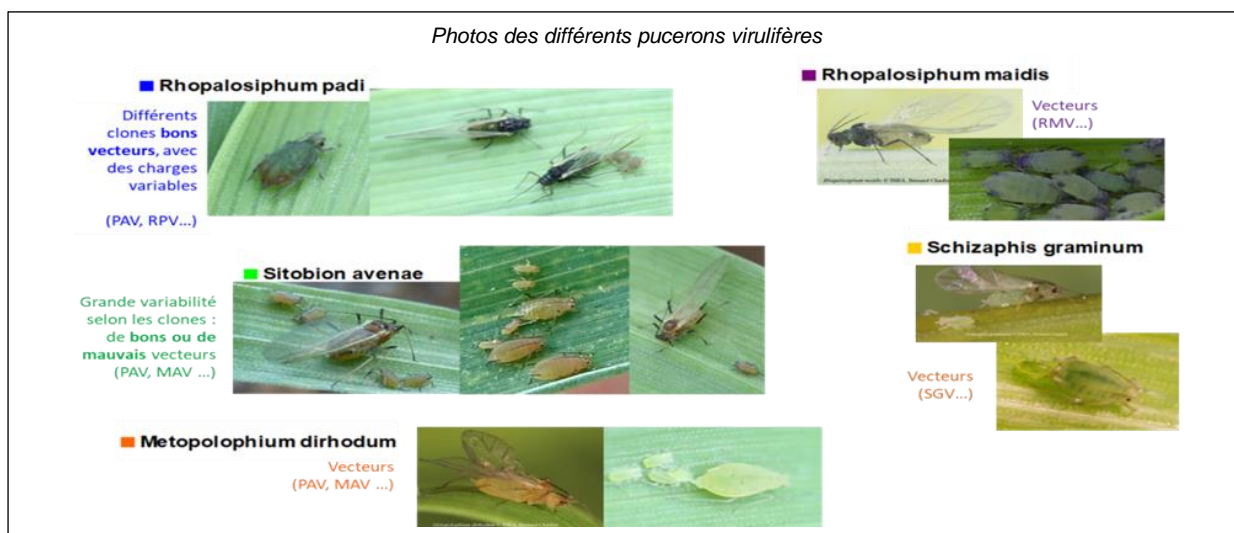 Photos des différents pucerons virulifères
Rhopalosiphum padi
Différents
clones bons
vecteurs, avec
des charges
variables
(PAV, RPV...)
Rhopalosiphum maidis
Vecteurs
(RMV...)
Sitobion avenae
Grande variabilité
selon les clones :
de bons ou de
mauvais vecteurs
(PAV, MAV ...)
Schizaphis graminum
Vecteurs
(SGV...)
Metopolophium dirhodum
Vecteurs
(PAV, MAV ...)